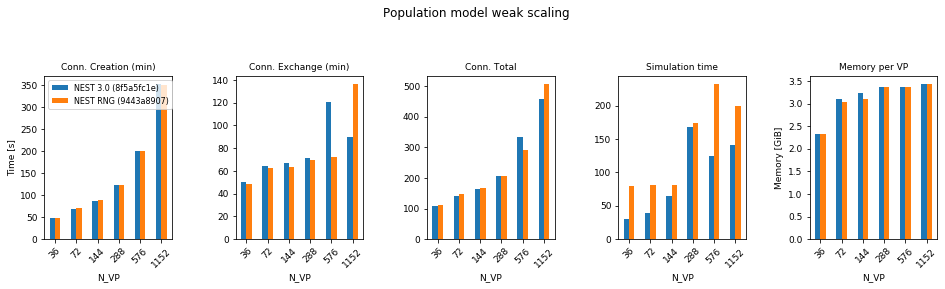 Population model weak scaling
Conn. Creation (min)
Time [s]
350
300
250
200
150
100
50
0
NEST 3.0 (8f5a5fc1e)
NEST RNG (9443a8907)
36 72 144 288 576 1152
N_VP
Conn. Exchange (min)
140
120
100
80
60
40
20
0
36 72 144 288 576 1152
N_VP
Conn. Total
500
400
300
200
100
0
36 72 144 288 576 1152
N_VP
Simulation time
200
150
100
50
0
36 72 144 288 576 1152
N_VP
Memory per VP
Memory [GiB]
3.5
3.0
2.5
2.0
1.5
1.0
0.5
0.0
36 72 144 288 576 1152
N_VP